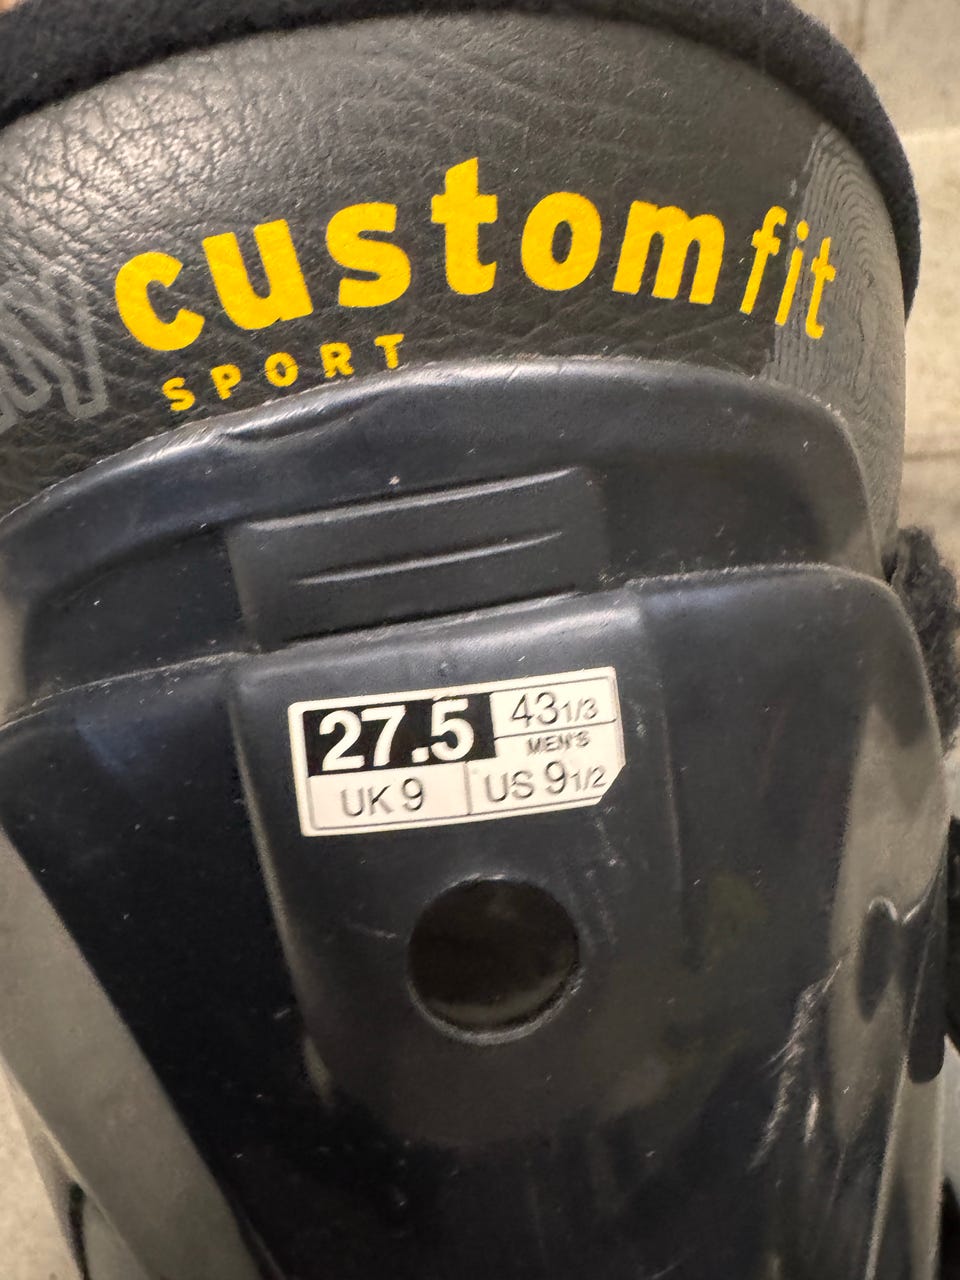 customfit
SPORT
27.5
43 1/3
MEN'S
UK 9
US 9 1/2